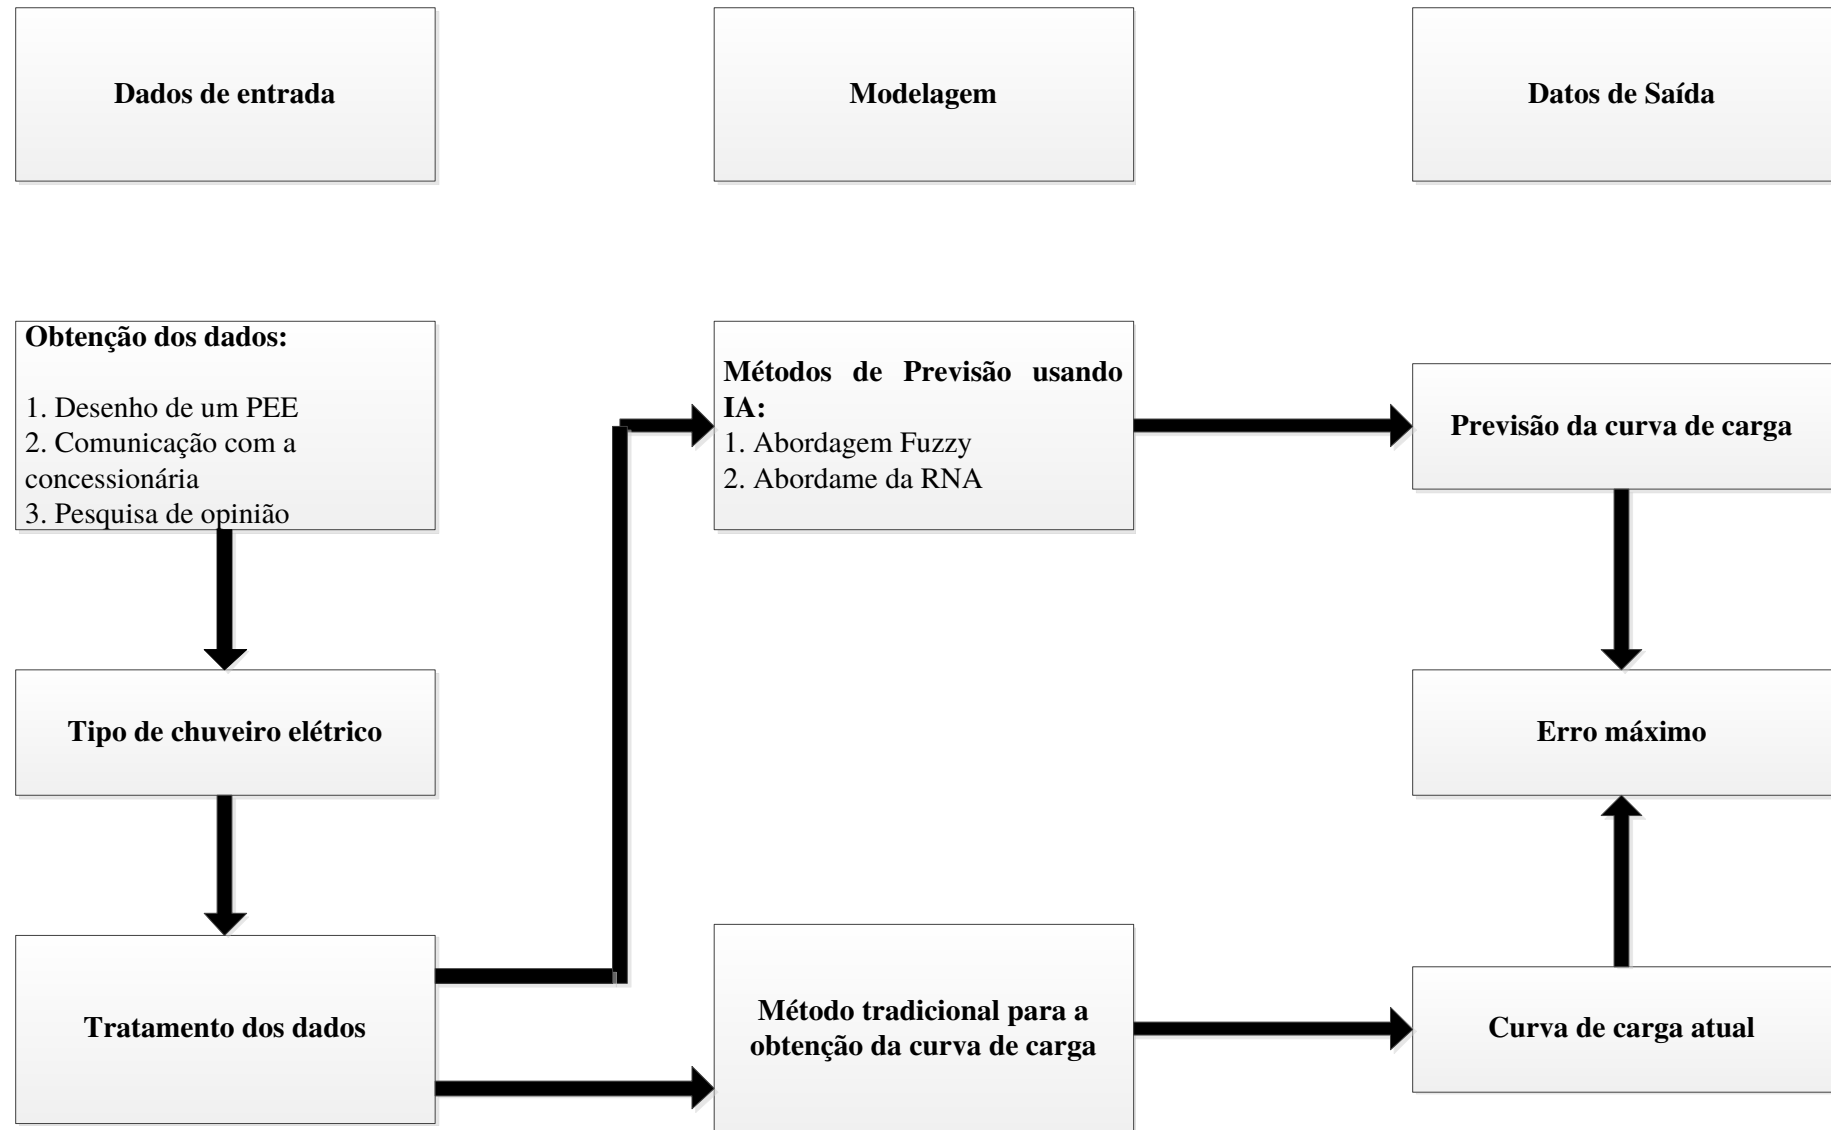 Dados de entrada
Modelagem
Datos de Saída
Obtenção dos dados:
1. Desenho de um PEE
2. Comunicação com a
concessionária
3. Pesquisa de opinião
Métodos de Previsão usando
IA:
1. Abordagem Fuzzy
2. Abordame da RNA
Previsão da curva de carga
Tipo de chuveiro elétrico
Erro máximo
Tratamento dos dados
Método tradicional para a
obtenção da curva de carga
Curva de carga atual